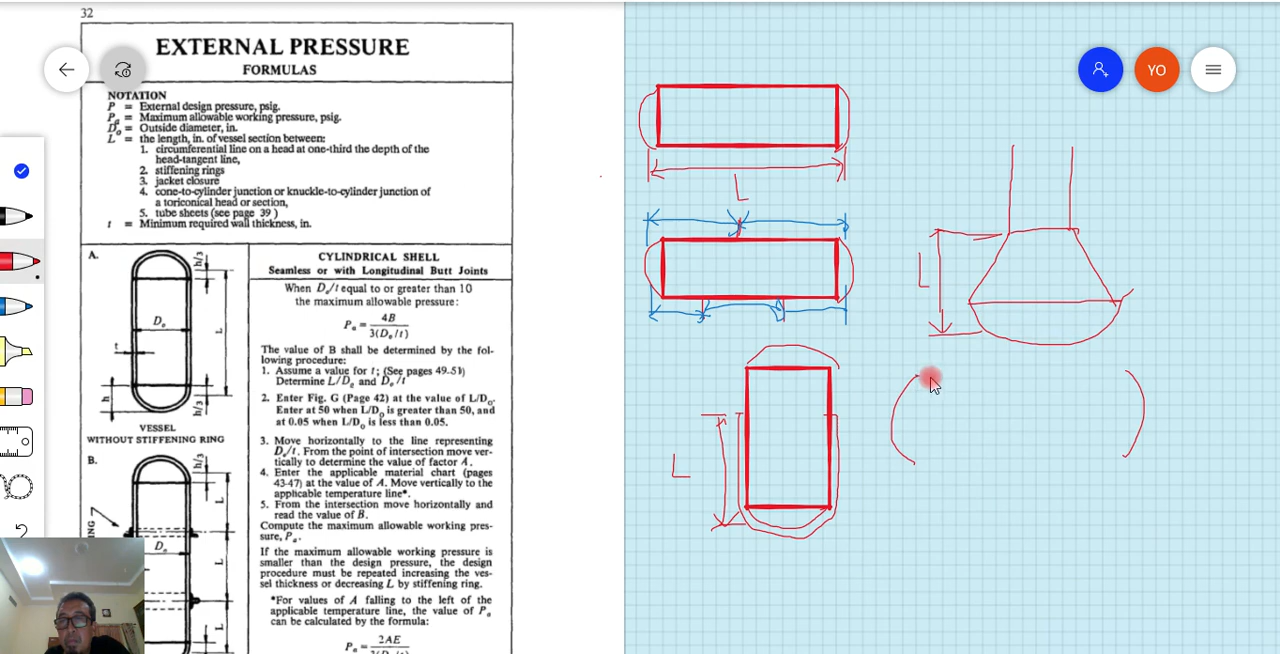 32
EXTERNAL PRESSURE
FORMULAS
NOTATION
P = External design pressure, psig.
Pa = Maximum allowable working pressure, psig.
Do = Outside diameter, in.
L = the length, in. of vessel section between:
1. circumferential line on a head at one-third the depth of the
head-tangent line,
2. stiffening rings
3. jacket closure
4. cone-to-cylinder junction or knuckle-to-cylinder junction of
a toriconical head or section,
5. tube sheets (see page 39 )
t = Minimum required wall thickness, in.
A.
h/3
Do
L
t
h
h/3
VESSEL
WITHOUT STIFFENING RING
B.
h/3
L
Do
L
L
h/3
CYLINDRICAL SHELL
Seamless or with Longitudinal Butt Joints
When Do/t equal to or greater than 10
the maximum allowable pressure:
Pa = 4B / 3(Do/t)
The value of B shall be determined by the fol-
lowing procedure:
1. Assume a value for t; (See pages 49-51)
Determine L/Do and Do/t
2. Enter Fig. G (Page 42) at the value of L/Do.
Enter at 50 when L/Do is greater than 50, and
at 0.05 when L/Do is less than 0.05.
3. Move horizontally to the line representing
Do/t. From the point of intersection move ver-
tically to determine the value of factor A.
4. Enter the applicable material chart (pages
43-47) at the value of A. Move vertically to the
applicable temperature line*.
5. From the intersection move horizontally and
read the value of B.
Compute the maximum allowable working pres-
sure, Pa.
If the maximum allowable working pressure is
smaller than the design pressure, the design
procedure must be repeated increasing the ves-
sel thickness or decreasing L by stiffening ring.
*For values of A falling to the left of the
applicable temperature line, the value of Pa
can be calculated by the formula:
Pa = 2AE
YO
L
L
L